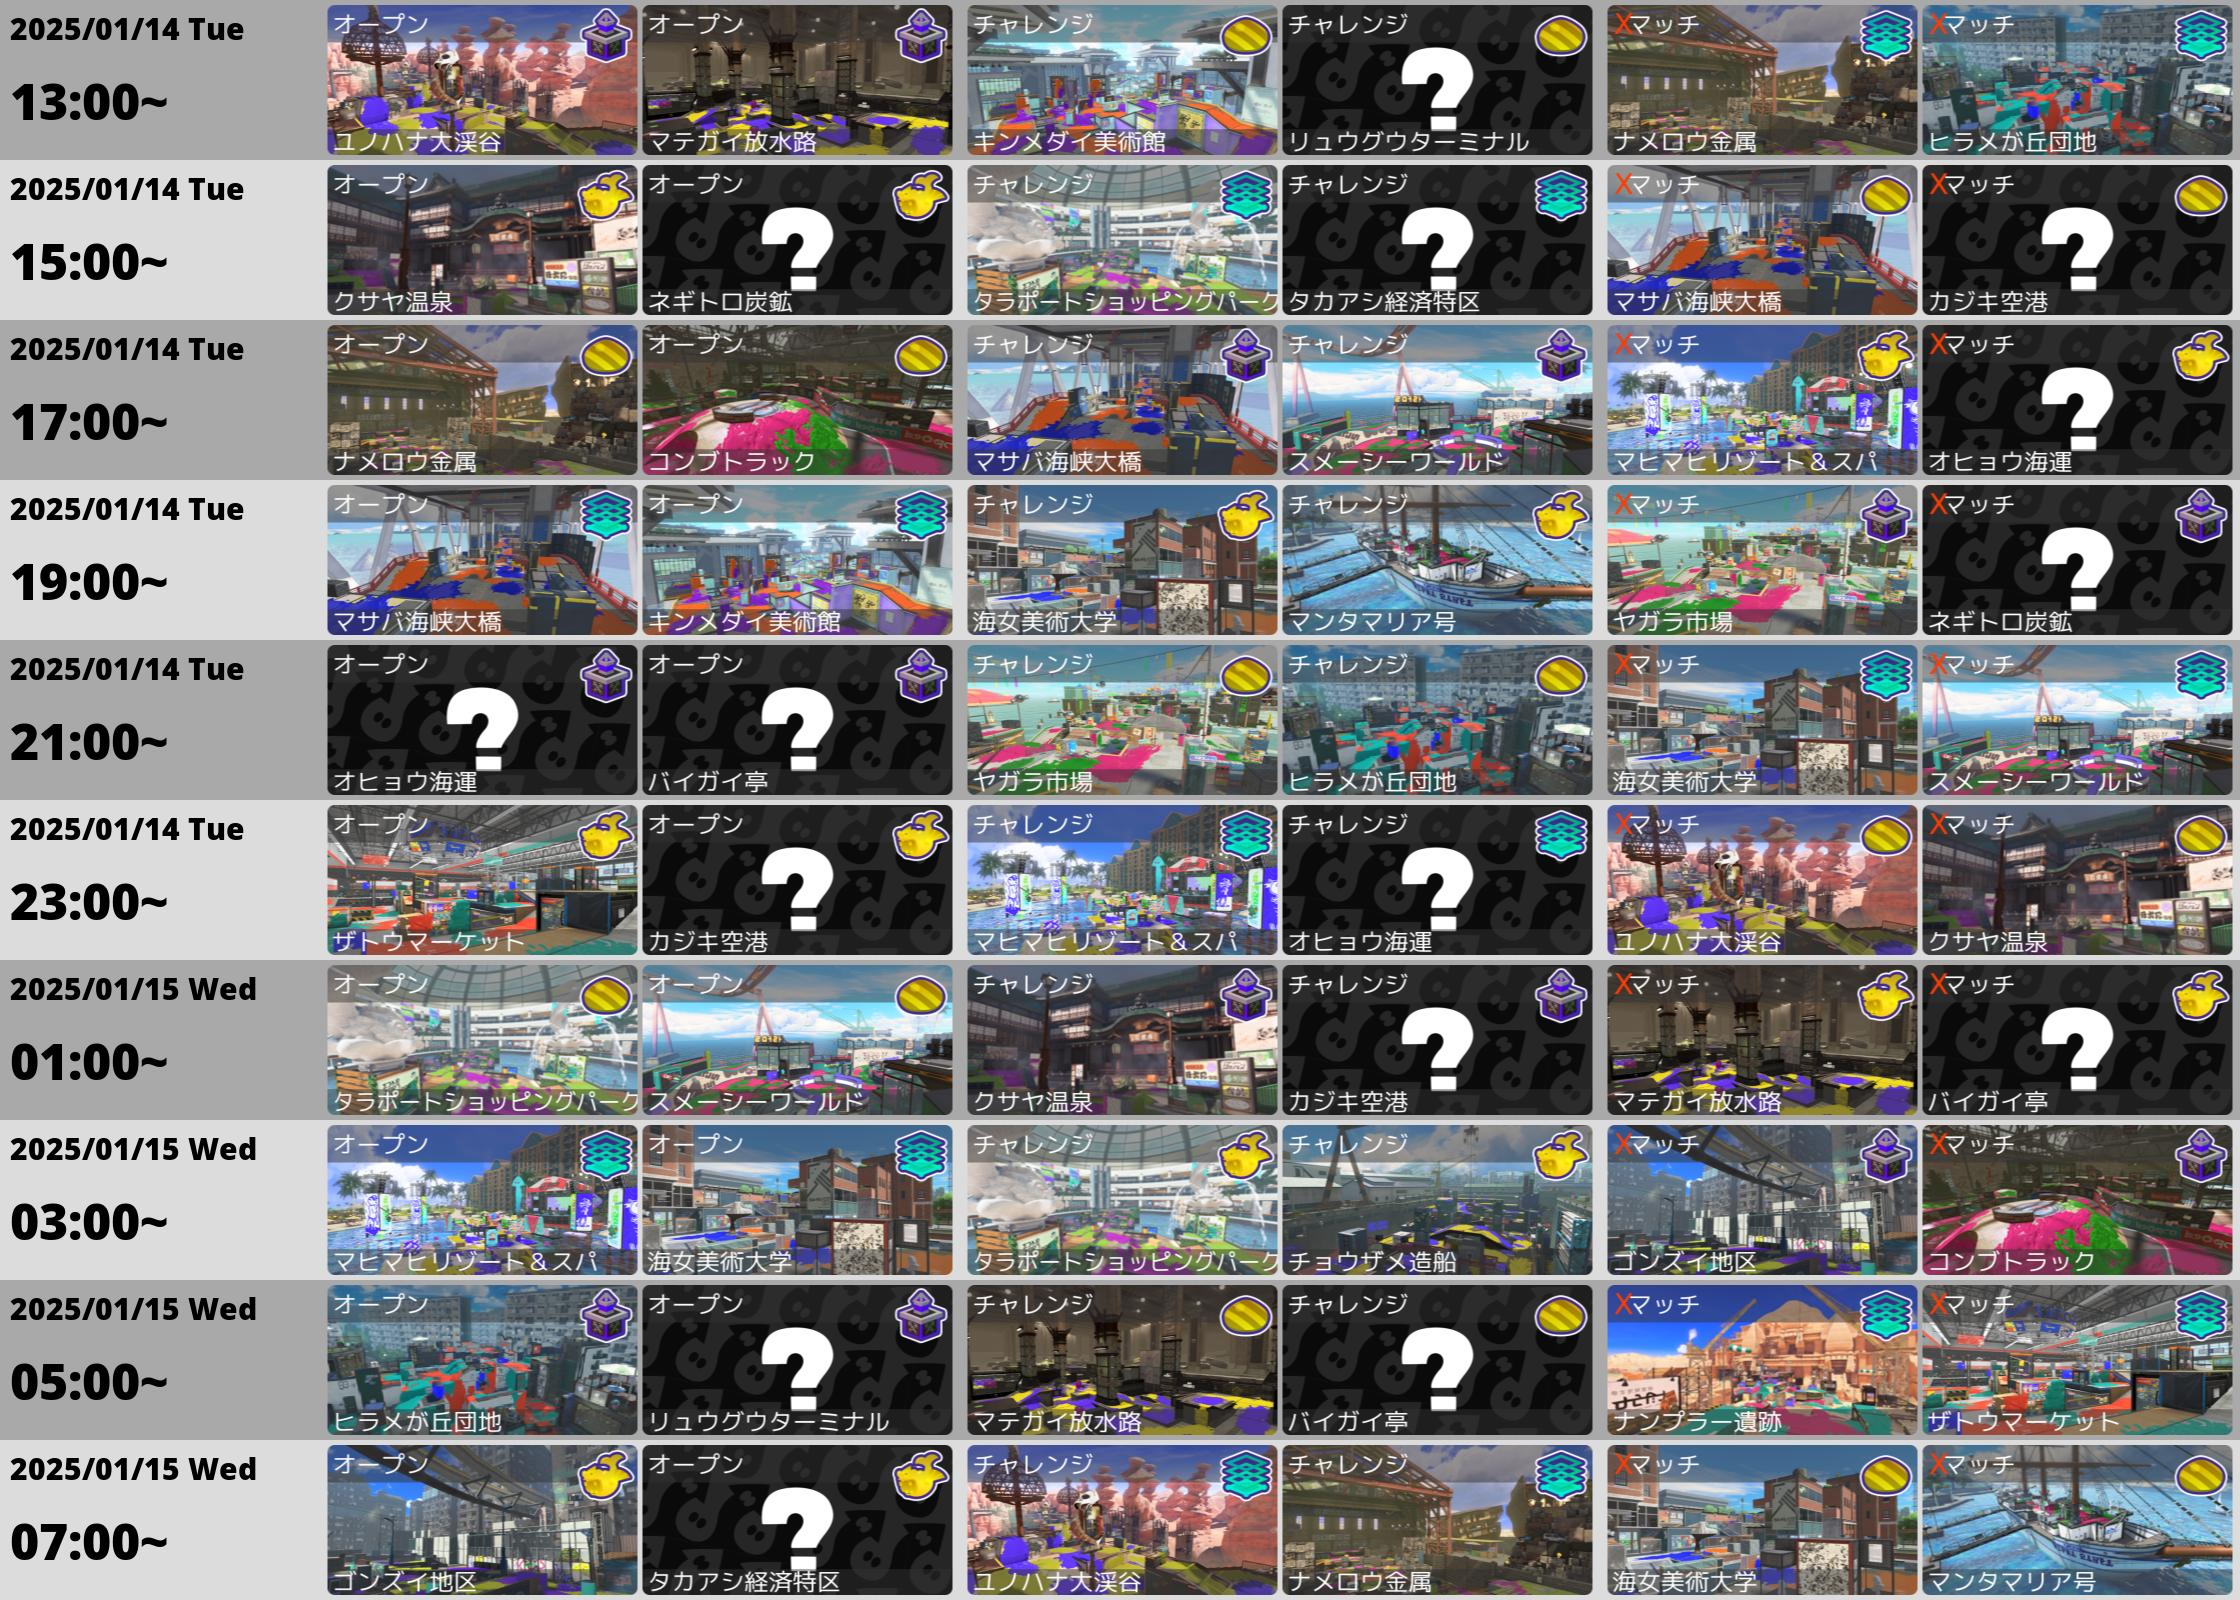 2025/01/14 Tue
13:00~
オープン
ユノハナ大渓谷
オープン
マテガイ放水路
チャレンジ
キンメダイ美術館
チャレンジ
リュウグウターミナル
Xマッチ
ナメロウ金属
Xマッチ
ヒラメが丘団地
2025/01/14 Tue
15:00~
オープン
クサヤ温泉
オープン
ネギトロ炭鉱
チャレンジ
タラポートショッピングパーク
チャレンジ
タカアシ経済特区
Xマッチ
マサバ海峡大橋
Xマッチ
カジキ空港
2025/01/14 Tue
17:00~
オープン
ナメロウ金属
オープン
コンブトラック
チャレンジ
マサバ海峡大橋
チャレンジ
スメーシーワールド
Xマッチ
マヒマヒリゾート＆スパ
Xマッチ
オヒョウ海運
2025/01/14 Tue
19:00~
オープン
マサバ海峡大橋
オープン
キンメダイ美術館
チャレンジ
海女美術大学
チャレンジ
マンタマリア号
Xマッチ
ヤガラ市場
Xマッチ
ネギトロ炭鉱
2025/01/14 Tue
21:00~
オープン
オヒョウ海運
オープン
バイガイ亭
チャレンジ
ヤガラ市場
チャレンジ
ヒラメが丘団地
Xマッチ
海女美術大学
Xマッチ
スメーシーワールド
2025/01/14 Tue
23:00~
オープン
ザトウマーケット
オープン
カジキ空港
チャレンジ
マヒマヒリゾート＆スパ
チャレンジ
オヒョウ海運
Xマッチ
ユノハナ大渓谷
Xマッチ
クサヤ温泉
2025/01/15 Wed
01:00~
オープン
タラポートショッピングパーク
オープン
スメーシーワールド
チャレンジ
クサヤ温泉
チャレンジ
カジキ空港
Xマッチ
マテガイ放水路
Xマッチ
バイガイ亭
2025/01/15 Wed
03:00~
オープン
マヒマヒリゾート＆スパ
オープン
海女美術大学
チャレンジ
タラポートショッピングパーク
チャレンジ
チョウザメ造船
Xマッチ
ゴンズイ地区
Xマッチ
コンブトラック
2025/01/15 Wed
05:00~
オープン
ヒラメが丘団地
オープン
リュウグウターミナル
チャレンジ
マテガイ放水路
チャレンジ
バイガイ亭
Xマッチ
ナンプラー遺跡
Xマッチ
ザトウマーケット
2025/01/15 Wed
07:00~
オープン
ゴンズイ地区
オープン
タカアシ経済特区
チャレンジ
ユノハナ大渓谷
チャレンジ
ナメロウ金属
Xマッチ
海女美術大学
Xマッチ
マンタマリア号